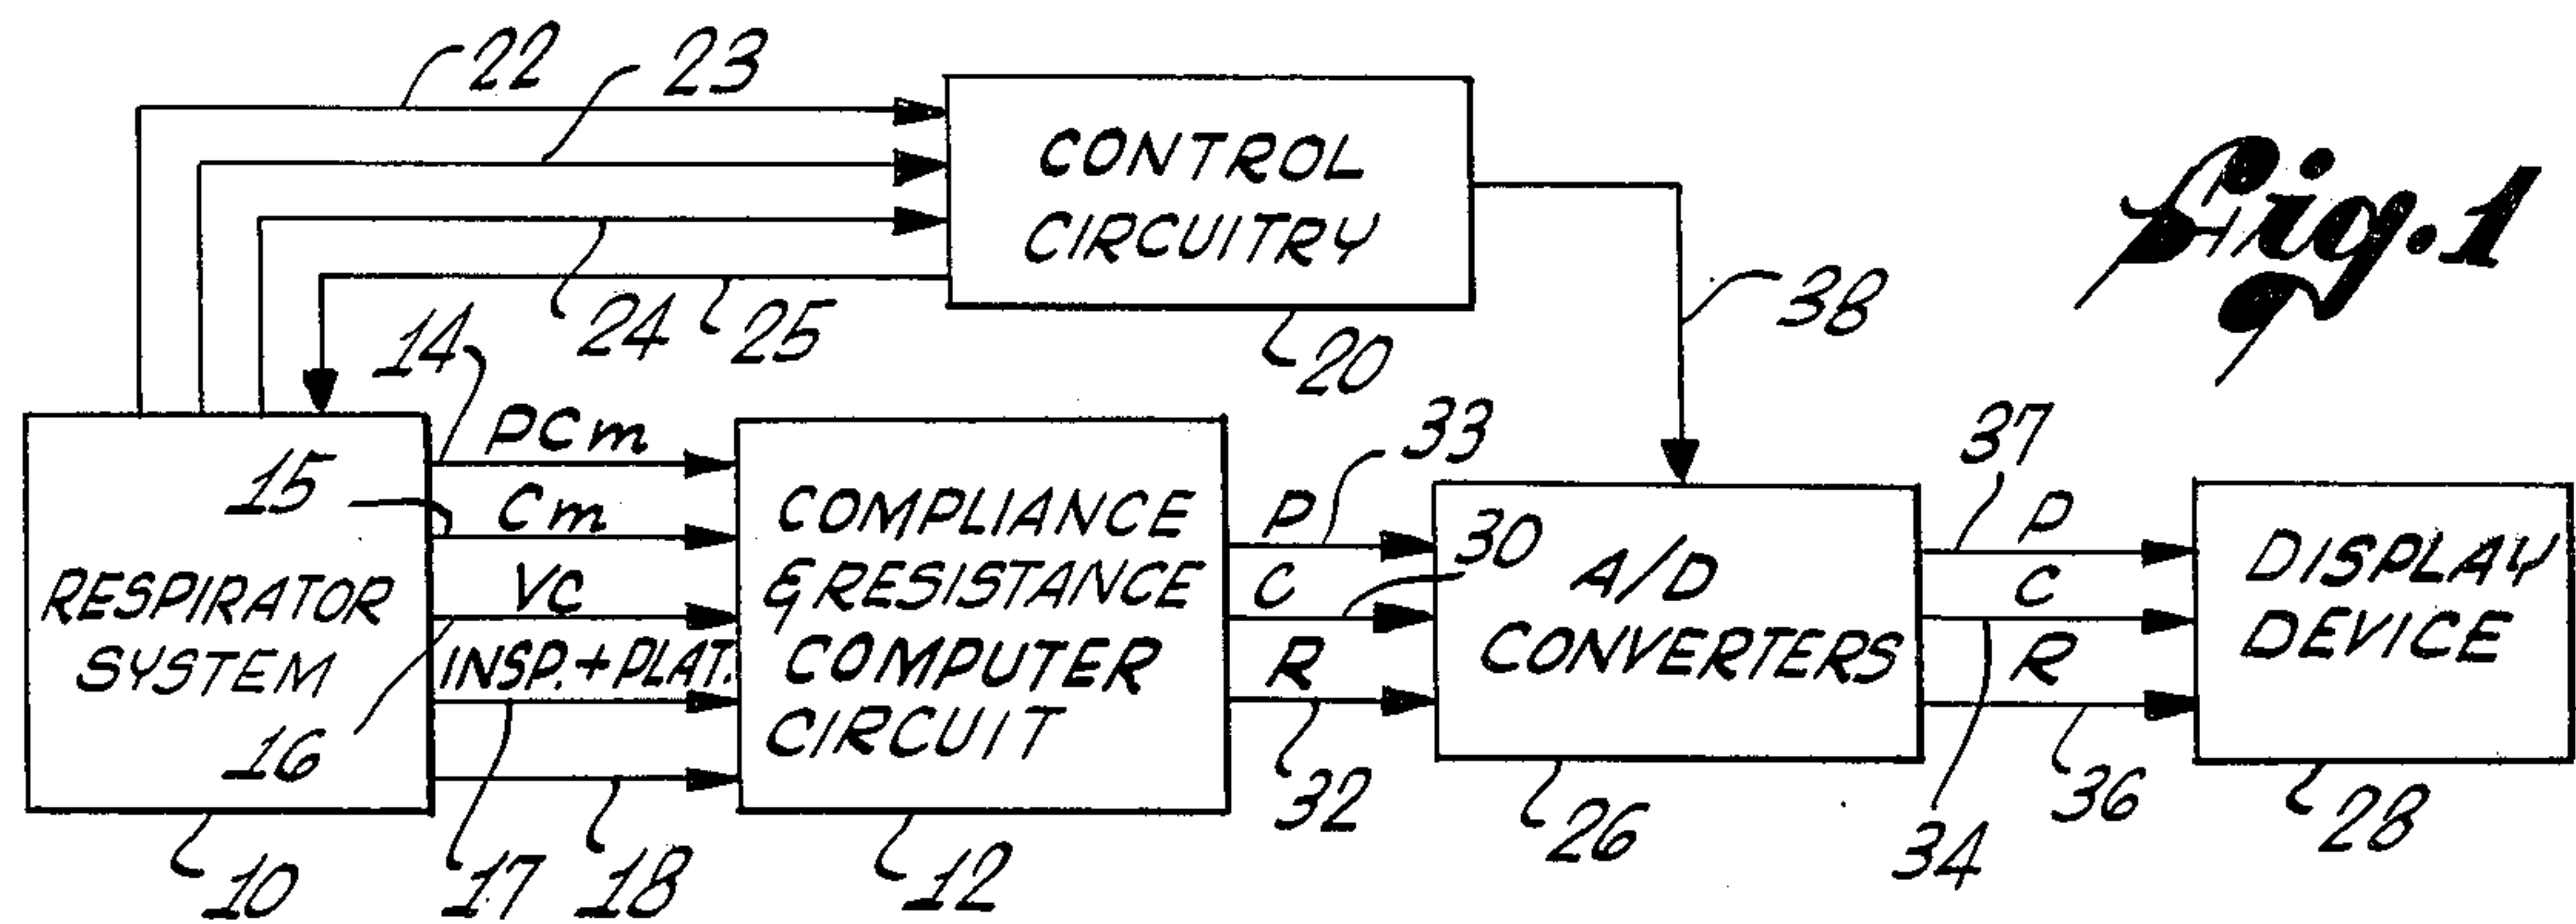 22
23
CONTROL
CIRCUITRY
Fig. 1
24
25
20
38
14
PCm
15
Cm
VC
INSP. + PLAT.
RESPIRATOR
SYSTEM
16
COMPLIANCE
& RESISTANCE
COMPUTER
CIRCUIT
33
P
30
C
R
32
A/D
CONVERTERS
37
P
C
R
DISPLAY
DEVICE
36
34
10
17
18
12
26
28